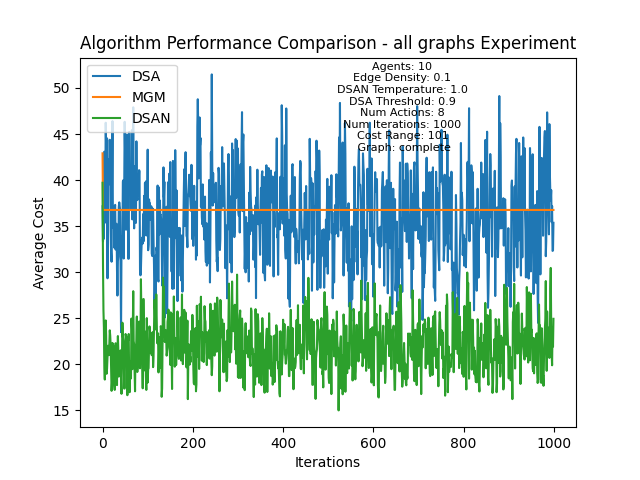 Algorithm Performance Comparison - all graphs Experiment
DSA
MGM
DSAN
Agents: 10
Edge Density: 0.1
DSAN Temperature: 1.0
DSA Threshold: 0.9
Num Actions: 8
Num Iterations: 1000
Cost Range: 101
Graph: complete
Average Cost
50
45
40
35
30
25
20
15
0
200
400
600
800
1000
Iterations